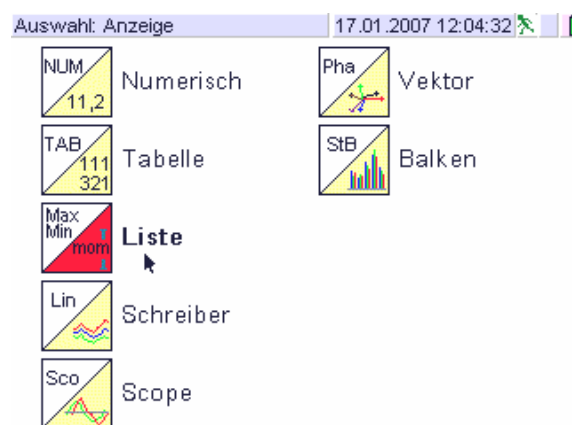 Auswahl: Anzeige 17.01.2007 12:04:32
NUM 11,2 Numerisch
Pha Vektor
TAB 111 321 Tabelle
StB Balken
Max Min mom Liste
Lin Schreiber
Sco Scope